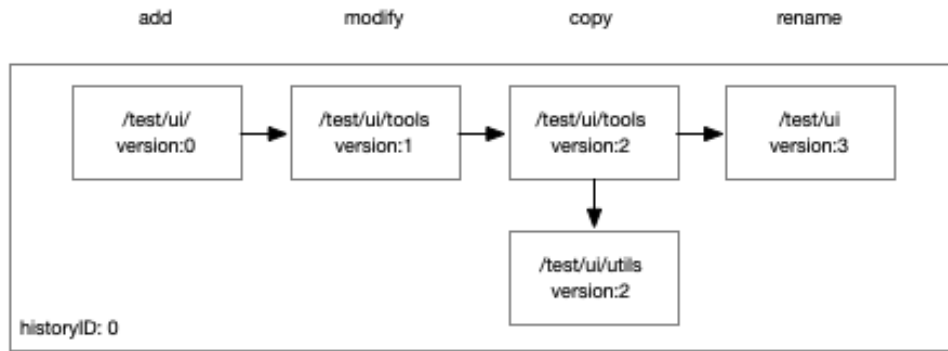 add modify copy rename
/test/ui/
version:0
/test/ui/tools
version:1
/test/ui/tools
version:2
/test/ui
version:3
/test/ui/utils
version:2
historyID: 0